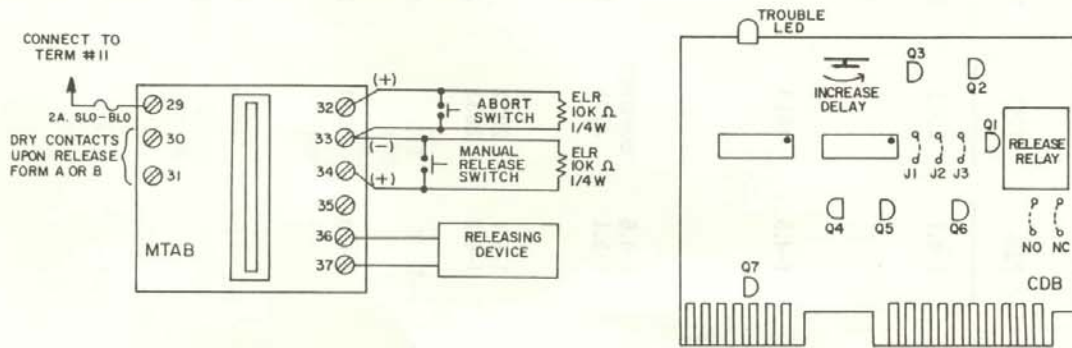 CONNECT TO
TERM #11
2A. SLO-BLO
DRY CONTACTS
UPON RELEASE
FORM A OR B
29
30
31
MTAB
32
33
34
35
36
37
(+)
(-)
(+)
ABORT
SWITCH
ELR
10K Ω
1/4W
MANUAL
RELEASE
SWITCH
ELR
10K Ω
1/4W
RELEASING
DEVICE
TROUBLE
LED
INCREASE
DELAY
Q3
Q2
Q1
RELEASE
RELAY
J1 J2 J3
Q4 Q5 Q6
NO NC
Q7
CDB